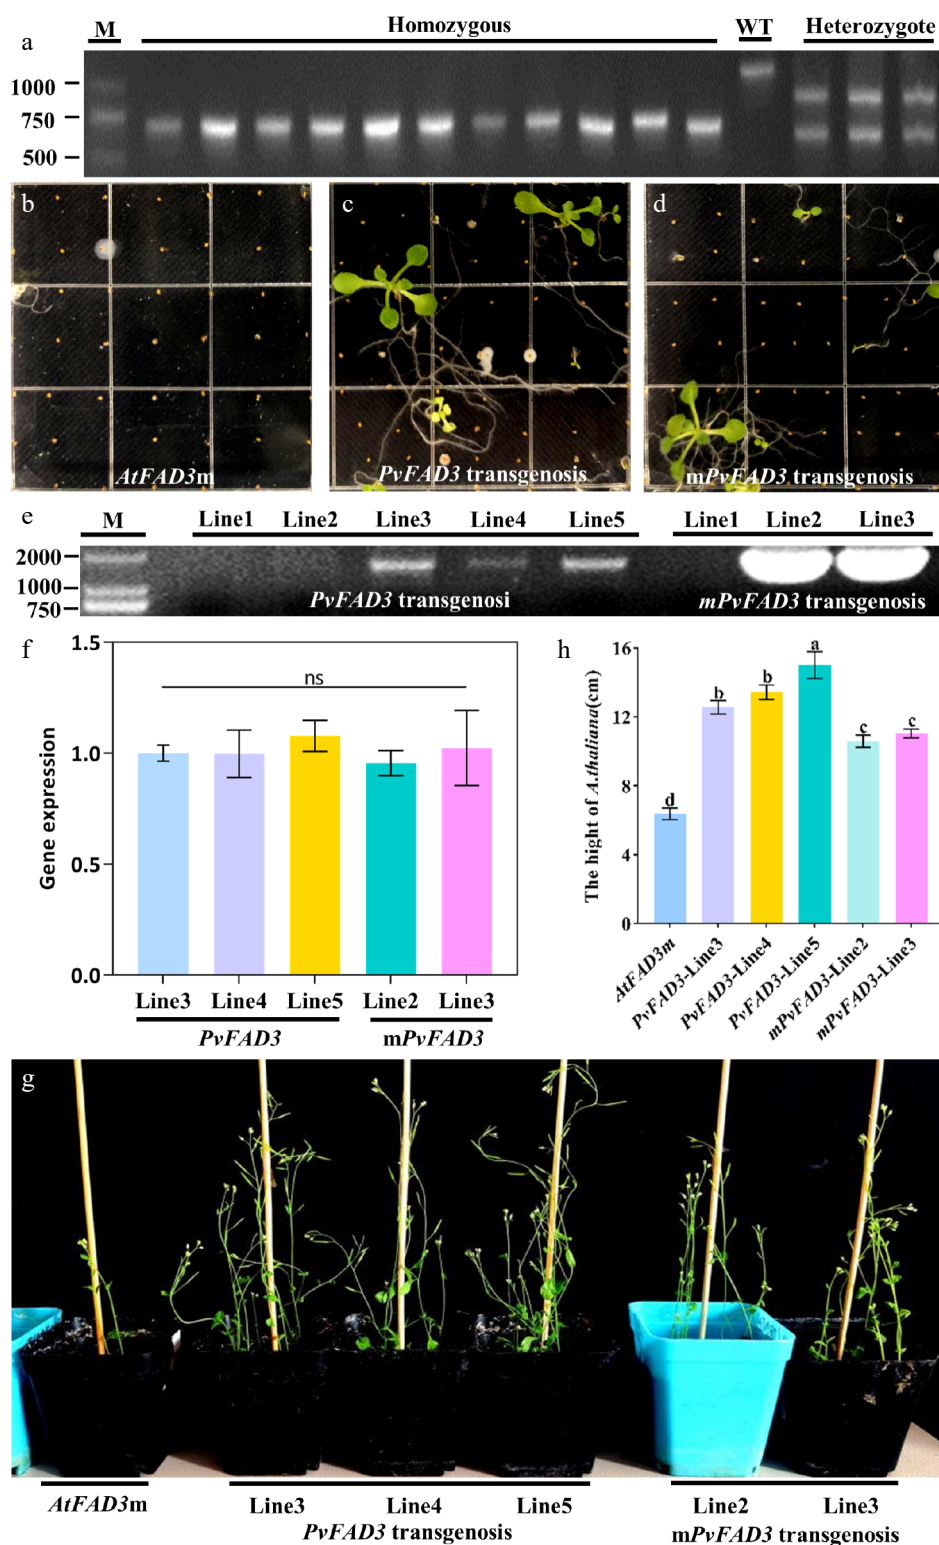 a
M
Homozygous
WT
Heterozygote
1000
750
500
b
AtFAD3m
c
PvFAD3 transgenosis
d
mPvFAD3 transgenosis
e
M
Line1 Line2 Line3 Line4 Line5
Line1 Line2 Line3
2000
1000
750
PvFAD3 transgenosi
mPvFAD3 transgenosis
f
1.5
1.0
0.5
0.0
Gene expression
ns
Line3 Line4 Line5 Line2 Line3
PvFAD3
mPvFAD3
h
16
12
8
4
0
The hight of A.thaliana(cm)
d
b
b
a
c
c
AtFAD3m
PvFAD3-Line3
PvFAD3-Line4
PvFAD3-Line5
mPvFAD3-Line2
mPvFAD3-Line3
g
AtFAD3m
Line3 Line4 Line5
PvFAD3 transgenosis
Line2 Line3
mPvFAD3 transgenosis